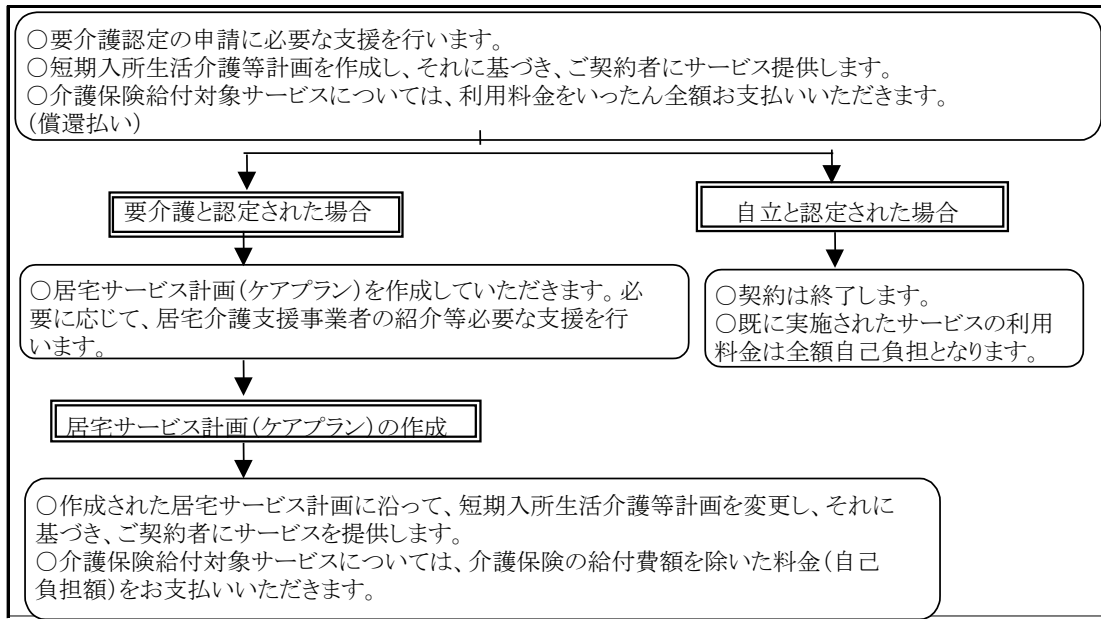 ○要介護認定の申請に必要な支援を行います。
○短期入所生活介護等計画を作成し、それに基づき、ご契約者にサービス提供します。
○介護保険給付対象サービスについては、利用料金をいったん全額お支払いいただきます。
(償還払い)
要介護と認定された場合
自立と認定された場合
○居宅サービス計画(ケアプラン)を作成していただきます。必
要に応じて、居宅介護支援事業者の紹介等必要な支援を行
います。
○契約は終了します。
○既に実施されたサービスの利用
料金は全額自己負担となります。
居宅サービス計画(ケアプラン)の作成
○作成された居宅サービス計画に沿って、短期入所生活介護等計画を変更し、それに
基づき、ご契約者にサービスを提供します。
○介護保険給付対象サービスについては、介護保険の給付費額を除いた料金(自己
負担額)をお支払いいただきます。